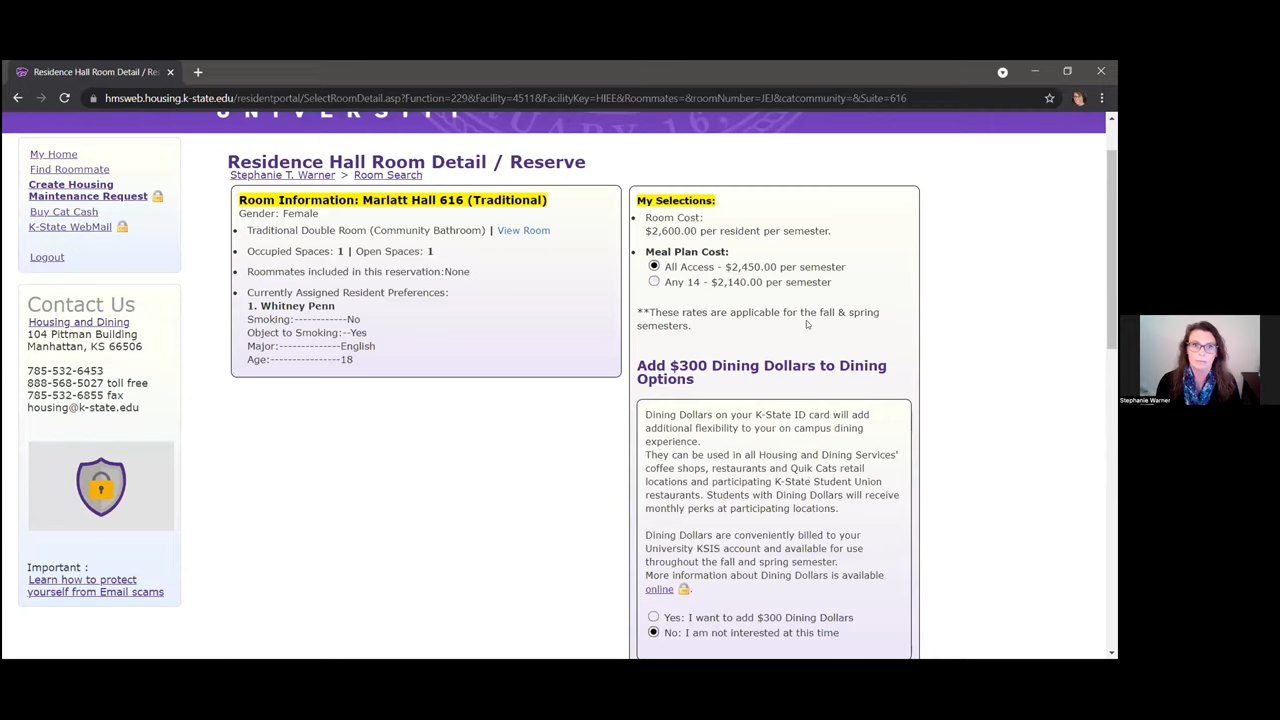 Residence Hall Room Detail / Res
hmsweb.housing.k-state.edu/residentportal/SelectRoomDetail.asp?Function=229&Facility=4511&FacilityKey=HIEE&Roommates=&roomNumber=JEJ&catcommunity=&Suite=616
My Home
Find Roommate
Create Housing
Maintenance Request
Buy Cat Cash
K-State WebMail
Logout
Contact Us
Housing and Dining
104 Pittman Building
Manhattan, KS 66506
785-532-6453
888-568-5027 toll free
785-532-6855 fax
housing@k-state.edu
Important :
Learn how to protect
yourself from Email scams
Residence Hall Room Detail / Reserve
Stephanie T. Warner > Room Search
Room Information: Marlatt Hall 616 (Traditional)
Gender: Female
Traditional Double Room (Community Bathroom) | View Room
Occupied Spaces: 1 | Open Spaces: 1
Roommates included in this reservation:None
Currently Assigned Resident Preferences:
1. Whitney Penn
Smoking:------------No
Object to Smoking:--Yes
Major:-------------English
Age:----------------18
My Selections:
Room Cost:
$2,600.00 per resident per semester.
Meal Plan Cost:
All Access - $2,450.00 per semester
Any 14 - $2,140.00 per semester
**These rates are applicable for the fall & spring
semesters.
Add $300 Dining Dollars to Dining
Options
Dining Dollars on your K-State ID card will add
additional flexibility to your on campus dining
experience.
They can be used in all Housing and Dining Services'
coffee shops, restaurants and Quik Cats retail
locations and participating K-State Student Union
restaurants. Students with Dining Dollars will receive
monthly perks at participating locations.
Dining Dollars are conveniently billed to your
University KSIS account and available for use
throughout the fall and spring semester.
More information about Dining Dollars is available
online .
Yes: I want to add $300 Dining Dollars
No: I am not interested at this time
Stephanie Warner